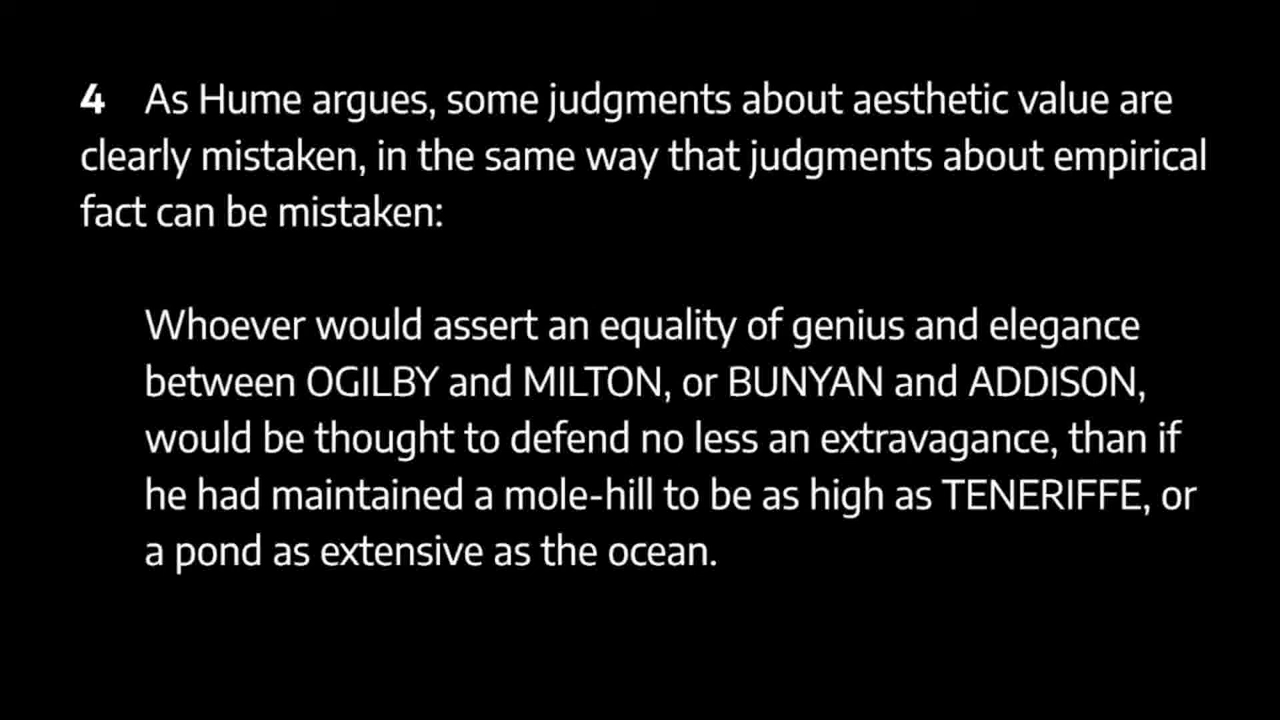 4 As Hume argues, some judgments about aesthetic value are
clearly mistaken, in the same way that judgments about empirical
fact can be mistaken:
Whoever would assert an equality of genius and elegance
between OGILBY and MILTON, or BUNYAN and ADDISON,
would be thought to defend no less an extravagance, than if
he had maintained a mole-hill to be as high as TENERIFFE, or
a pond as extensive as the ocean.